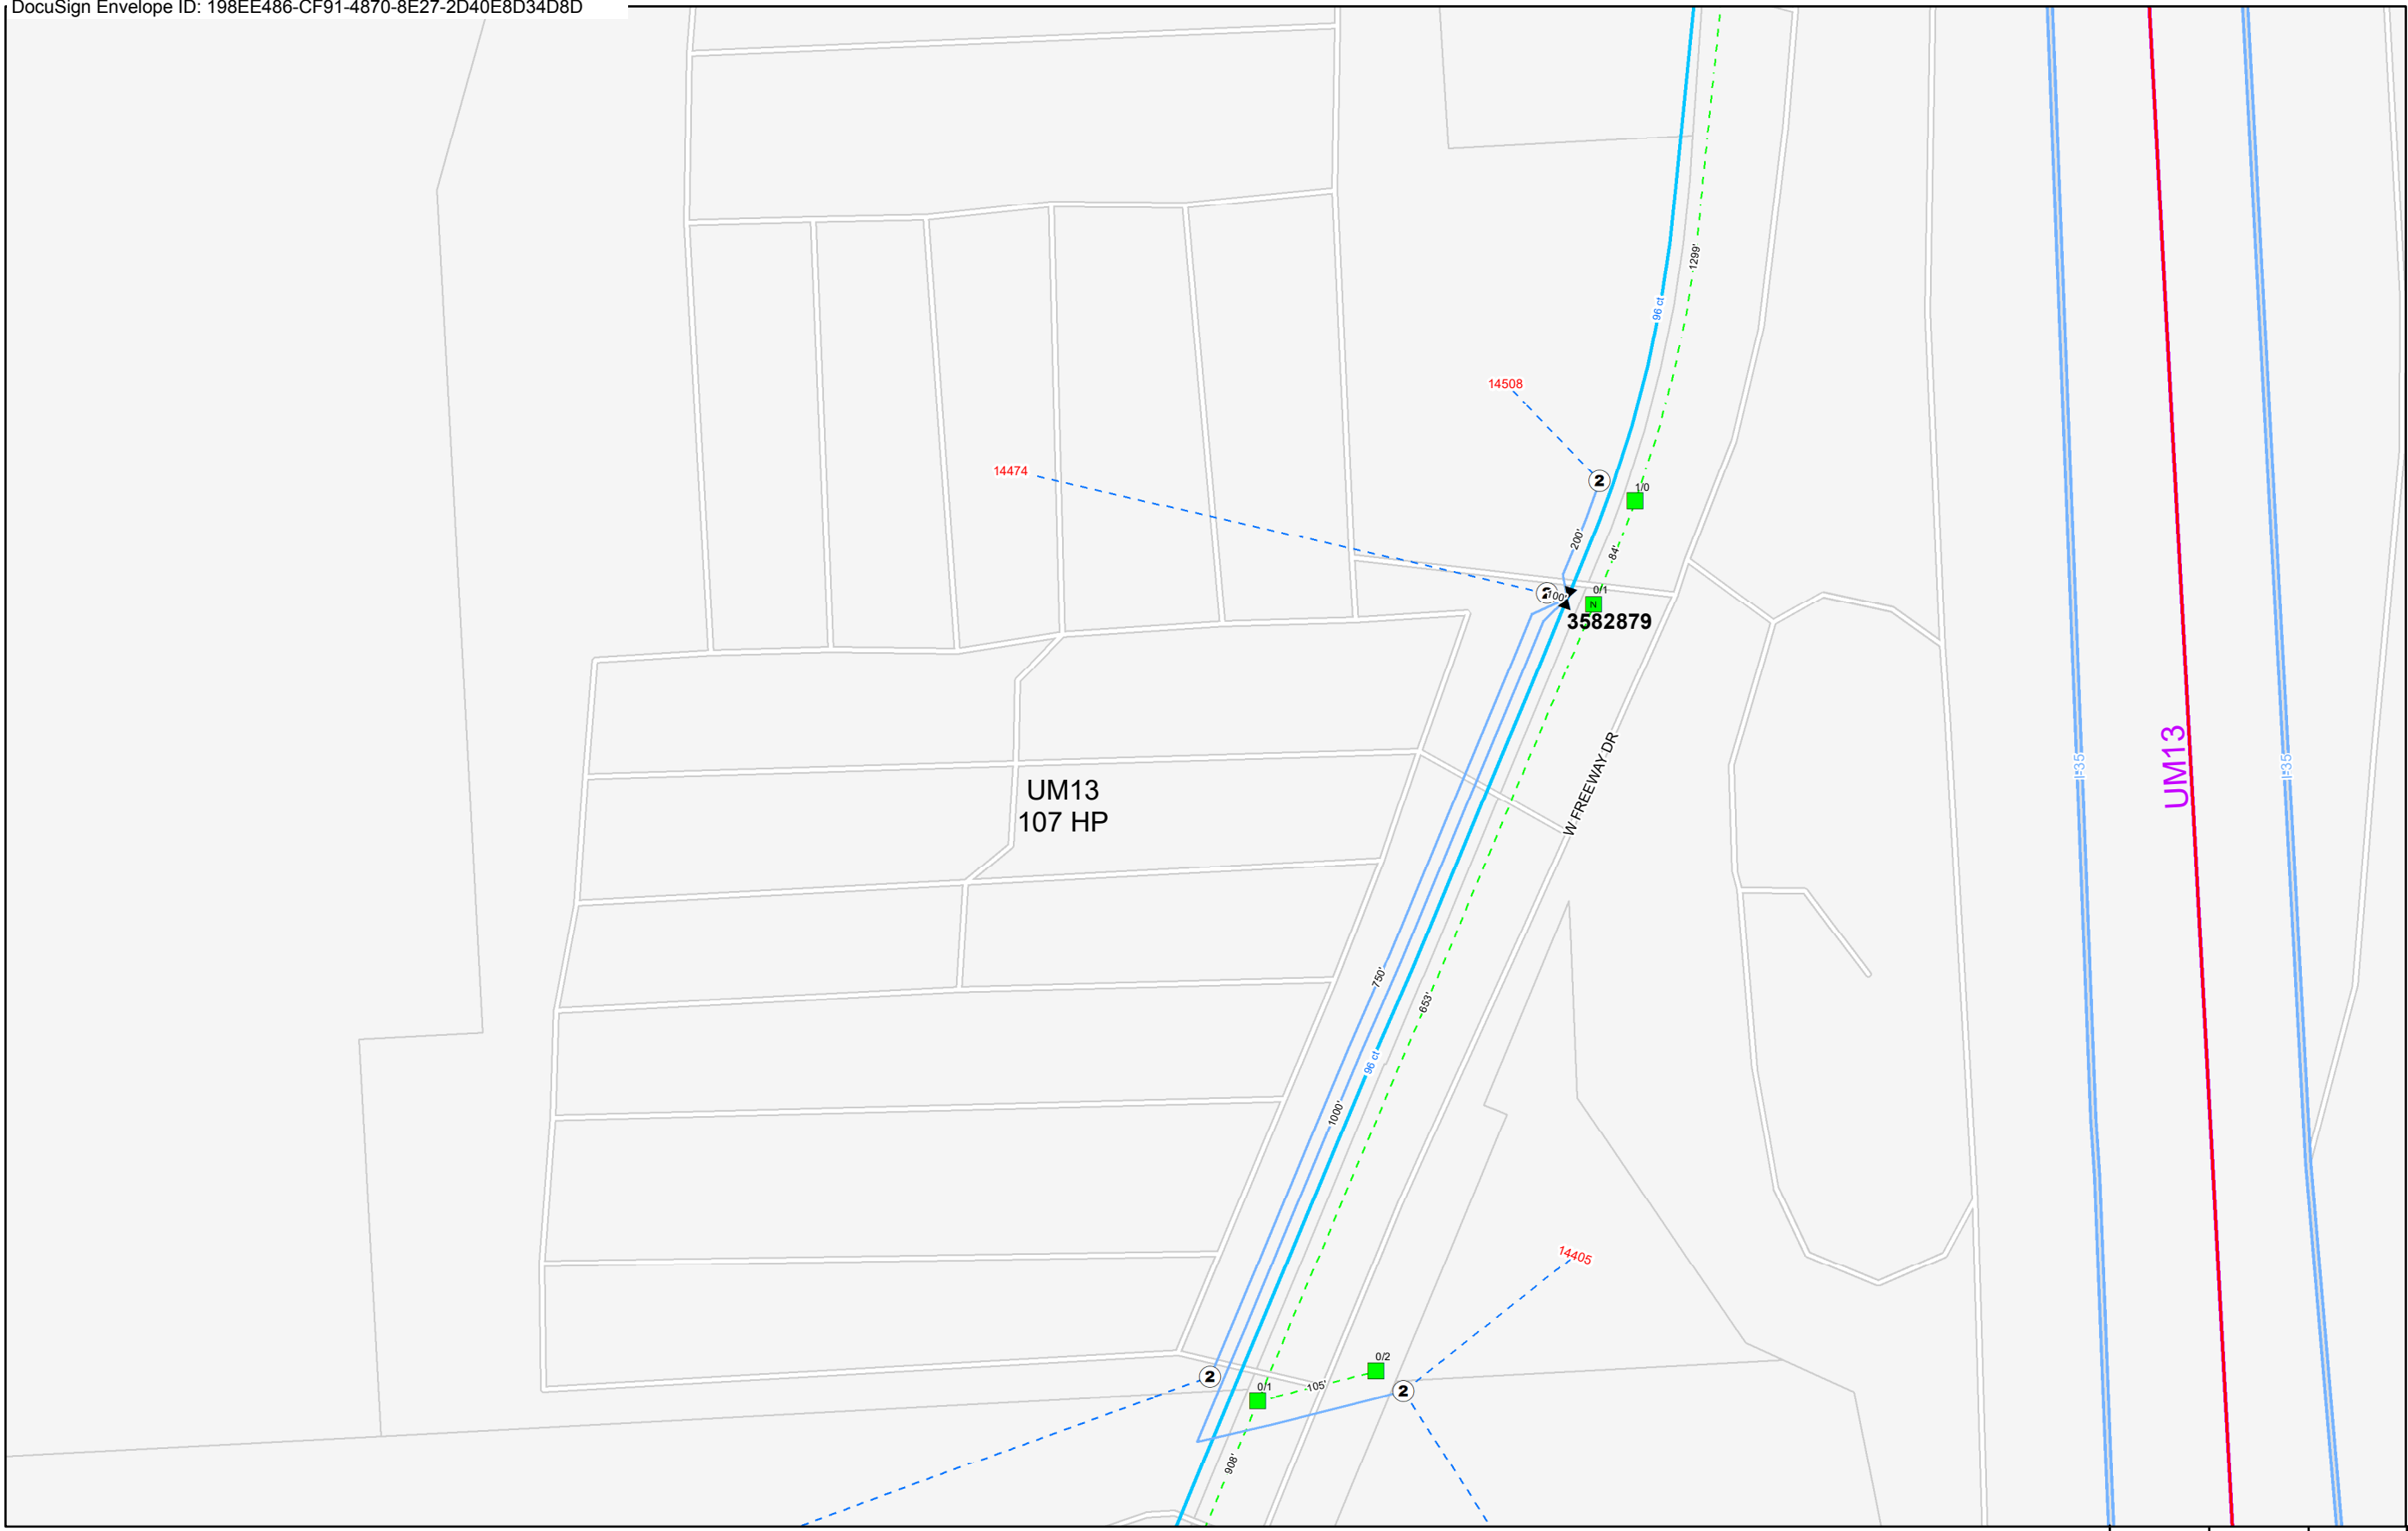 DocuSign Envelope ID: 198EE486-CF91-4870-8E27-2D40E8D34D8D
1299'
96 ct
14508
14474
2
1/0
200'
84'
2
100'
0/1
N
3582879
W FREEWAY DR
UM13
I-35
I-35
UM13
107 HP
750'
653'
96 ct
1000'
14405
0/2
2
0/1
105'
2
908'